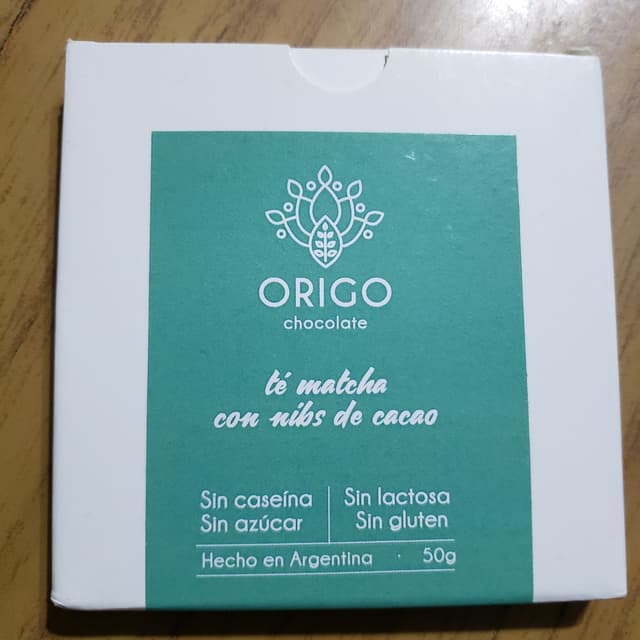 ORIGO
chocolate
té matcha
con nibs de cacao
Sin caseína
Sin azúcar
Sin lactosa
Sin gluten
Hecho en Argentina · 50g